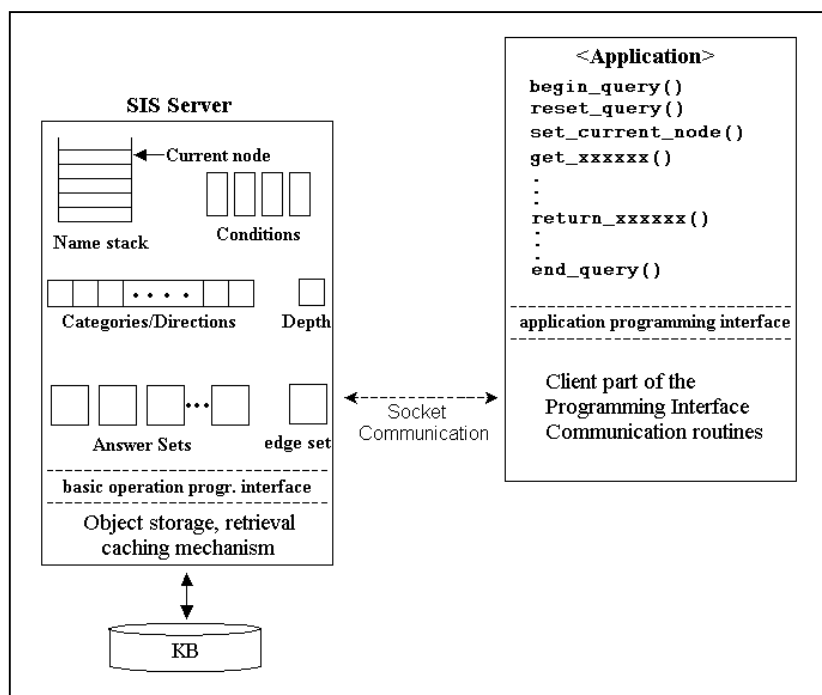 SIS Server
Current node
Name stack
Conditions
Categories/Directions
Depth
Answer Sets
edge set
basic operation progr. interface
Object storage, retrieval
caching mechanism
KB
Socket
Communication
<Application>
begin_query()
reset_query()
set_current_node()
get_xxxxxx()
.
.
.
return_xxxxxx()
.
.
.
end_query()
application programming interface
Client part of the
Programming Interface
Communication routines